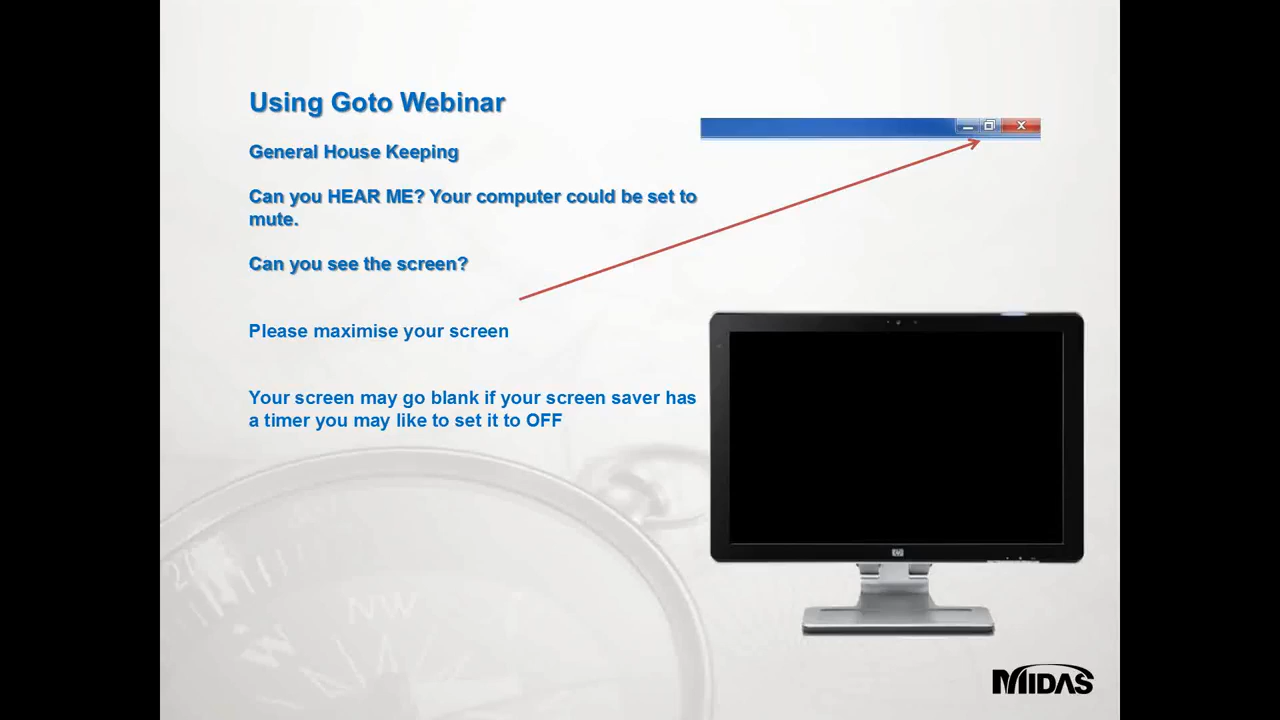 Using Goto Webinar
General House Keeping
Can you HEAR ME? Your computer could be set to
mute.
Can you see the screen?
Please maximise your screen
Your screen may go blank if your screen saver has
a timer you may like to set it to OFF
hp
NW
W
MIDAS